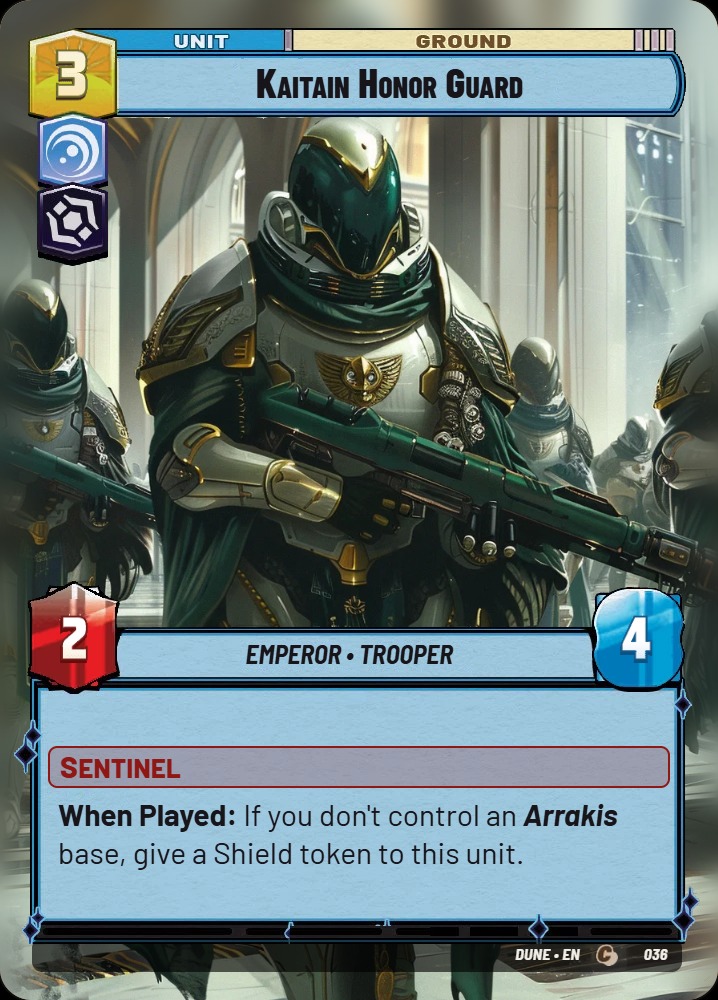 UNIT GROUND
3
KAITAIN HONOR GUARD
2
EMPEROR • TROOPER
4
SENTINEL
When Played: If you don't control an Arrakis
base, give a Shield token to this unit.
DUNE • EN C 036